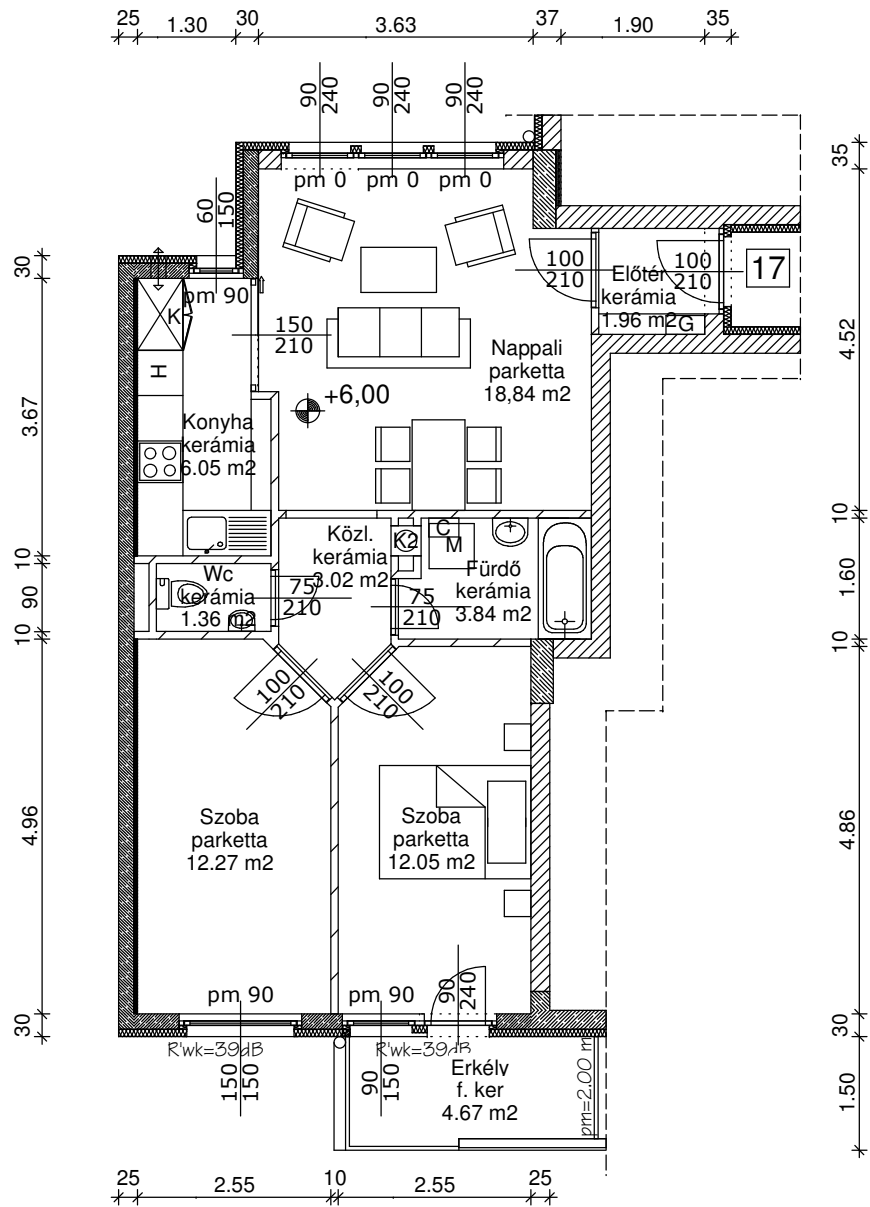 25 1.30 30 3.63 37 1.90 35
90 240
90 240
90 240
pm 0 pm 0 pm 0
60 150
pm 90
K
H
150
210
100
210
Előtér
kerámia
1.96 m2
G
100
210
17
Nappali
parketta
18,84 m2
+6,00
Konyha
kerámia
6.05 m2
Közl.
kerámia
3.02 m2
K2
C
M
Fürdő
kerámia
3.84 m2
Wc
kerámia
1.36 m2
75
210
75
210
100
210
100
210
Szoba
parketta
12.27 m2
Szoba
parketta
12.05 m2
pm 90
pm 90
90 240
R'wk=39dB
R'wk=39dB
150 150
90 150
Erkély
f. ker
4.67 m2
pm=2.00 m
30
3.67
10
90
10
4.96
30
35
4.52
10
1.60
10
4.86
30
1.50
25 2.55 10 2.55 25